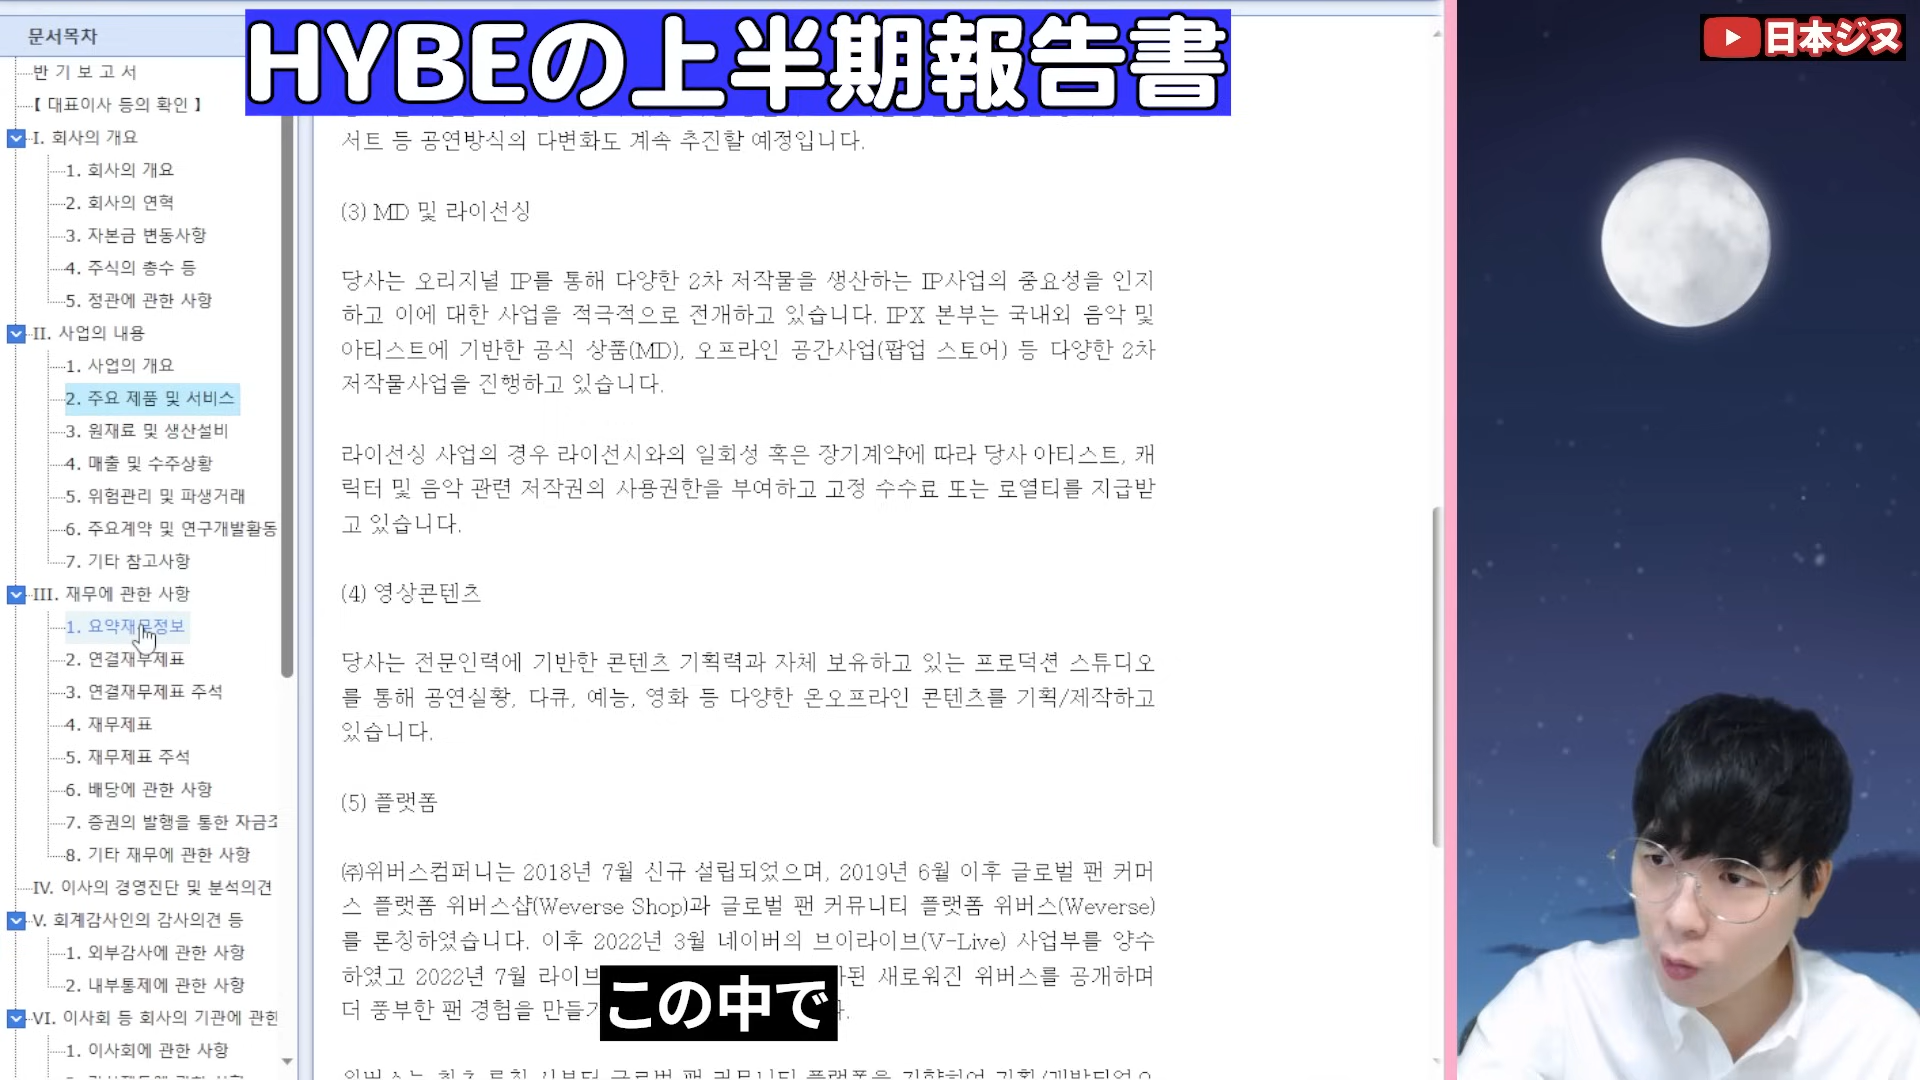 HYBEの上半期報告書
日本ジヌ
문서목차
반 기 보 고 서
【 대표이사 등의 확인 】
I. 회사의 개요
1. 회사의 개요
2. 회사의 연혁
3. 자본금 변동사항
4. 주식의 총수 등
5. 정관에 관한 사항
II. 사업의 내용
1. 사업의 개요
2. 주요 제품 및 서비스
3. 원재료 및 생산설비
4. 매출 및 수주상황
5. 위험관리 및 파생거래
6. 주요계약 및 연구개발활동
7. 기타 참고사항
III. 재무에 관한 사항
1. 요약재무정보
2. 연결재무제표
3. 연결재무제표 주석
4. 재무제표
5. 재무제표 주석
6. 배당에 관한 사항
7. 증권의 발행을 통한 자금조
8. 기타 재무에 관한 사항
IV. 이사의 경영진단 및 분석의견
V. 회계감사인의 감사의견 등
1. 외부감사에 관한 사항
2. 내부통제에 관한 사항
VI. 이사회 등 회사의 기관에 관한
1. 이사회에 관한 사항
서트 등 공연방식의 다변화도 계속 추진할 예정입니다.
(3) MD 및 라이선싱
당사는 오리지널 IP를 통해 다양한 2차 저작물을 생산하는 IP사업의 중요성을 인지
하고 이에 대한 사업을 적극적으로 전개하고 있습니다. IPX 본부는 국내외 음악 및
아티스트에 기반한 공식 상품(MD), 오프라인 공간사업(팝업 스토어) 등 다양한 2차
저작물사업을 진행하고 있습니다.
라이선싱 사업의 경우 라이선시와의 일회성 혹은 장기계약에 따라 당사 아티스트, 캐
릭터 및 음악 관련 저작권의 사용권한을 부여하고 고정 수수료 또는 로열티를 지급받
고 있습니다.
(4) 영상콘텐츠
당사는 전문인력에 기반한 콘텐츠 기획력과 자체 보유하고 있는 프로덕션 스튜디오
를 통해 공연실황, 다큐, 예능, 영화 등 다양한 온오프라인 콘텐츠를 기획/제작하고
있습니다.
(5) 플랫폼
㈜위버스컴퍼니는 2018년 7월 신규 설립되었으며, 2019년 6월 이후 글로벌 팬 커머
스 플랫폼 위버스샵(Weverse Shop)과 글로벌 팬 커뮤니티 플랫폼 위버스(Weverse)
를 론칭하였습니다. 이후 2022년 3월 네이버의 브이라이브(V-Live) 사업부를 양수
하였고 2022년 7월 라이브 된 새로워진 위버스를 공개하며
더 풍부한 팬 경험을 만들
この中で